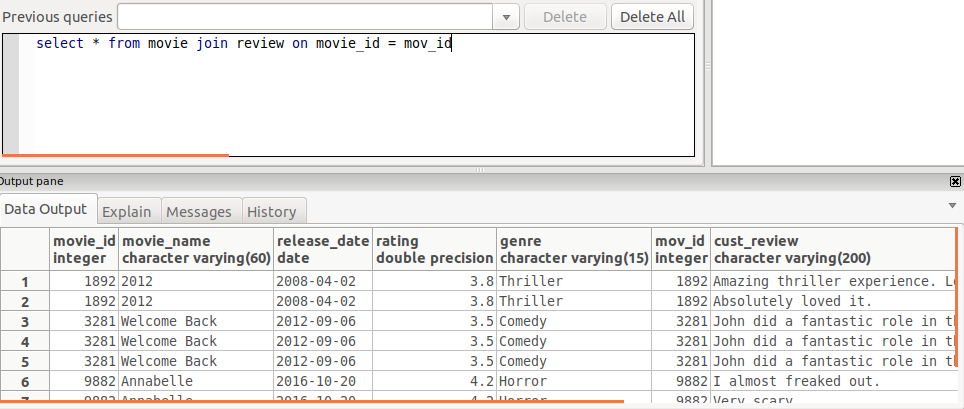 Previous queries Delete Delete All
select * from movie join review on movie_id = mov_id
Output pane
Data Output Explain Messages History
movie_id movie_name release_date rating genre mov_id cust_review
integer character varying(60) date double precision character varying(15) integer character varying(200)
1 1892 2012 2008-04-02 3.8 Thriller 1892 Amazing thriller experience.
2 1892 2012 2008-04-02 3.8 Thriller 1892 Absolutely loved it.
3 3281 Welcome Back 2012-09-06 3.5 Comedy 3281 John did a fantastic role in
4 3281 Welcome Back 2012-09-06 3.5 Comedy 3281 John did a fantastic role in
5 3281 Welcome Back 2012-09-06 3.5 Comedy 3281 John did a fantastic role in
6 9882 Annabelle 2016-10-20 4.2 Horror 9882 I almost freaked out.
7 9882 Annabelle 2016-10-20 4.2 Horror 9882 Very scary